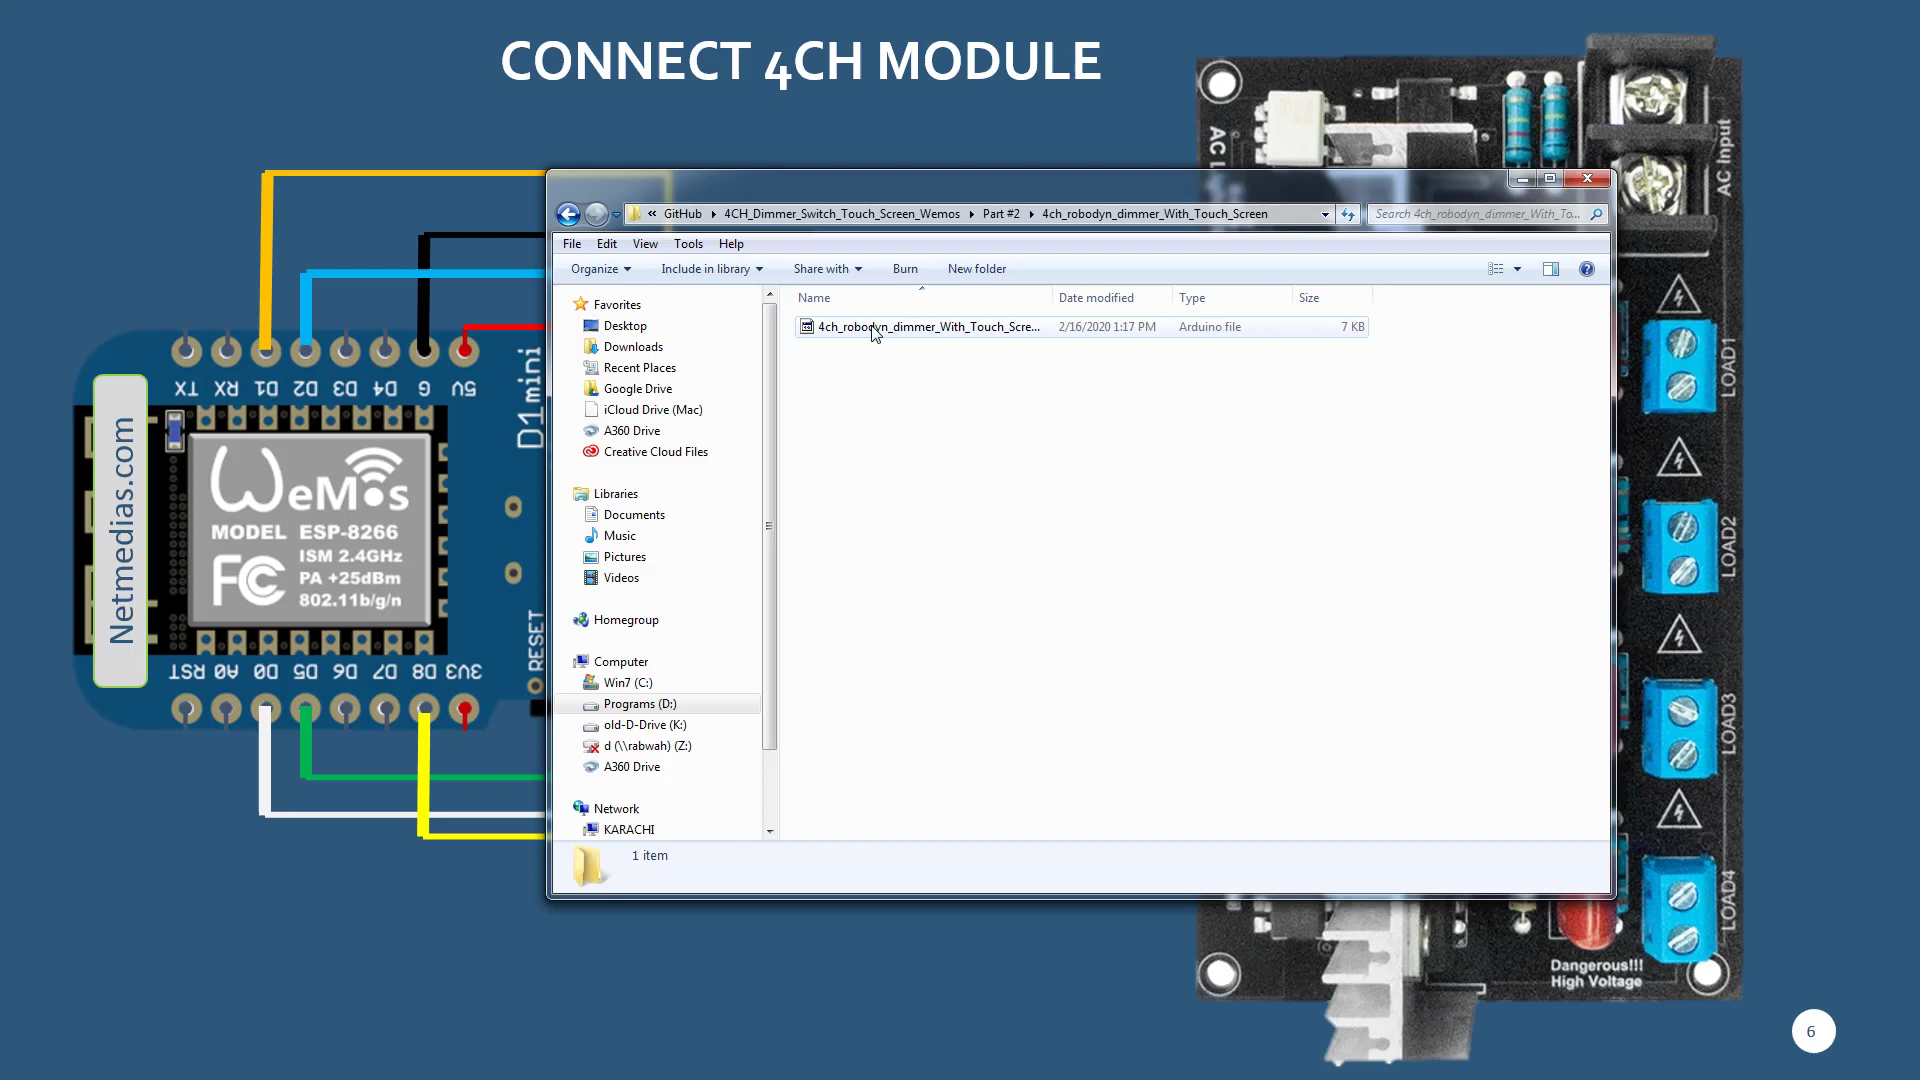 CONNECT 4CH MODULE
AC
AC Input
« GitHub ▸ 4CH_Dimmer_Switch_Touch_Screen_Wemos ▸ Part #2 ▸ 4ch_robodyn_dimmer_With_Touch_Screen
Search 4ch_robodyn_dimmer_With_To...
File Edit View Tools Help
Organize Include in library Share with Burn New folder
Name Date modified Type Size
4ch_robodyn_dimmer_With_Touch_Scre... 2/16/2020 1:17 PM Arduino file 7 KB
Favorites
Desktop
Downloads
Recent Places
Google Drive
iCloud Drive (Mac)
A360 Drive
Creative Cloud Files
Libraries
Documents
Music
Pictures
Videos
Homegroup
Computer
Win7 (C:)
Programs (D:)
old-D-Drive (K:)
d (\\rabwah) (Z:)
A360 Drive
Network
KARACHI
1 item
TX RX D1 D2 D3 D4 G 5V
D1 mini
Netmedias.com
WeMos
MODEL ESP-8266
FCC
ISM 2.4GHz
PA +25dBm
802.11b/g/n
RESET
RST A0 D0 D5 D6 D7 D8 3V3
LOAD1
LOAD2
LOAD3
LOAD4
Dangerous!!!
High Voltage
6